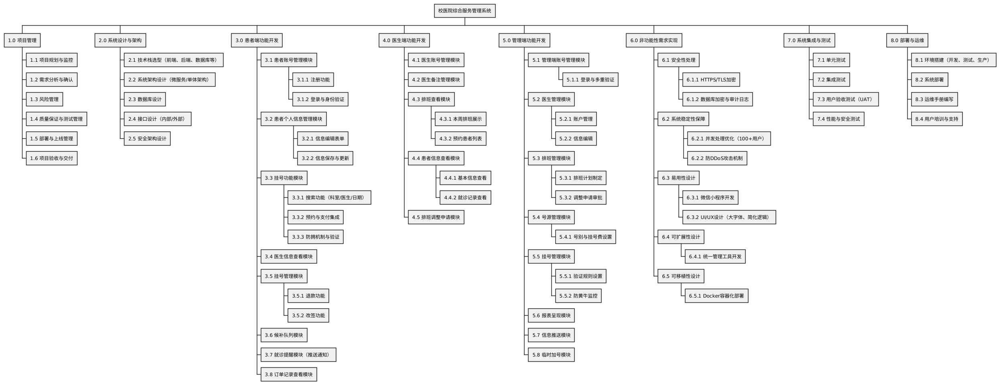 校医院综合服务管理系统
1.0 项目管理
1.1 项目规划与监控
1.2 需求分析与确认
1.3 风险管理
1.4 质量保证与测试管理
1.5 部署与上线管理
1.6 项目验收与交付
2.0 系统设计与架构
2.1 技术栈选型（前端、后端、数据库等）
2.2 系统架构设计（微服务/单体架构）
2.3 数据库设计
2.4 接口设计（内部/外部）
2.5 安全架构设计
3.0 患者端功能开发
3.1 患者账号管理模块
3.1.1 注册功能
3.1.2 登录与身份验证
3.2 患者个人信息管理模块
3.2.1 信息编辑表单
3.2.2 信息保存与更新
3.3 挂号功能模块
3.3.1 搜索功能（科室/医生/日期）
3.3.2 预约与支付集成
3.3.3 防拥机制与验证
3.4 医生信息查看模块
3.5 挂号管理模块
3.5.1 退款功能
3.5.2 改签功能
3.6 候补队列模块
3.7 就诊提醒模块（推送通知）
3.8 订单记录查看模块
4.0 医生端功能开发
4.1 医生账号管理模块
4.2 医生备注管理模块
4.3 排班查看模块
4.3.1 本周排班展示
4.3.2 预约患者列表
4.4 患者信息查看模块
4.4.1 基本信息查看
4.4.2 就诊记录查看
4.5 排班调整申请模块
5.0 管理端功能开发
5.1 管理端账号管理模块
5.1.1 登录与多重验证
5.2 医生管理模块
5.2.1 账户管理
5.2.2 信息编辑
5.3 排班管理模块
5.3.1 排班计划制定
5.3.2 调整申请审批
5.4 号源管理模块
5.4.1 号别与挂号费设置
5.5 挂号管理模块
5.5.1 验证规则设置
5.5.2 防黄牛监控
5.6 报表呈现模块
5.7 信息推送模块
5.8 临时加号模块
6.0 非功能性需求实现
6.1 安全性处理
6.1.1 HTTPS/TLS加密
6.1.2 数据库加密与审计日志
6.2 系统稳定性保障
6.2.1 并发处理优化（100+用户）
6.2.2 防DDoS攻击机制
6.3 易用性设计
6.3.1 微信小程序开发
6.3.2 UI/UX设计（大字体、简化逻辑）
6.4 可扩展性设计
6.4.1 统一管理工具开发
6.5 可移植性设计
6.5.1 Docker容器化部署
7.0 系统集成与测试
7.1 单元测试
7.2 集成测试
7.3 用户验收测试（UAT）
7.4 性能与安全测试
8.0 部署与运维
8.1 环境搭建（开发、测试、生产）
8.2 系统部署
8.3 运维手册编写
8.4 用户培训与支持